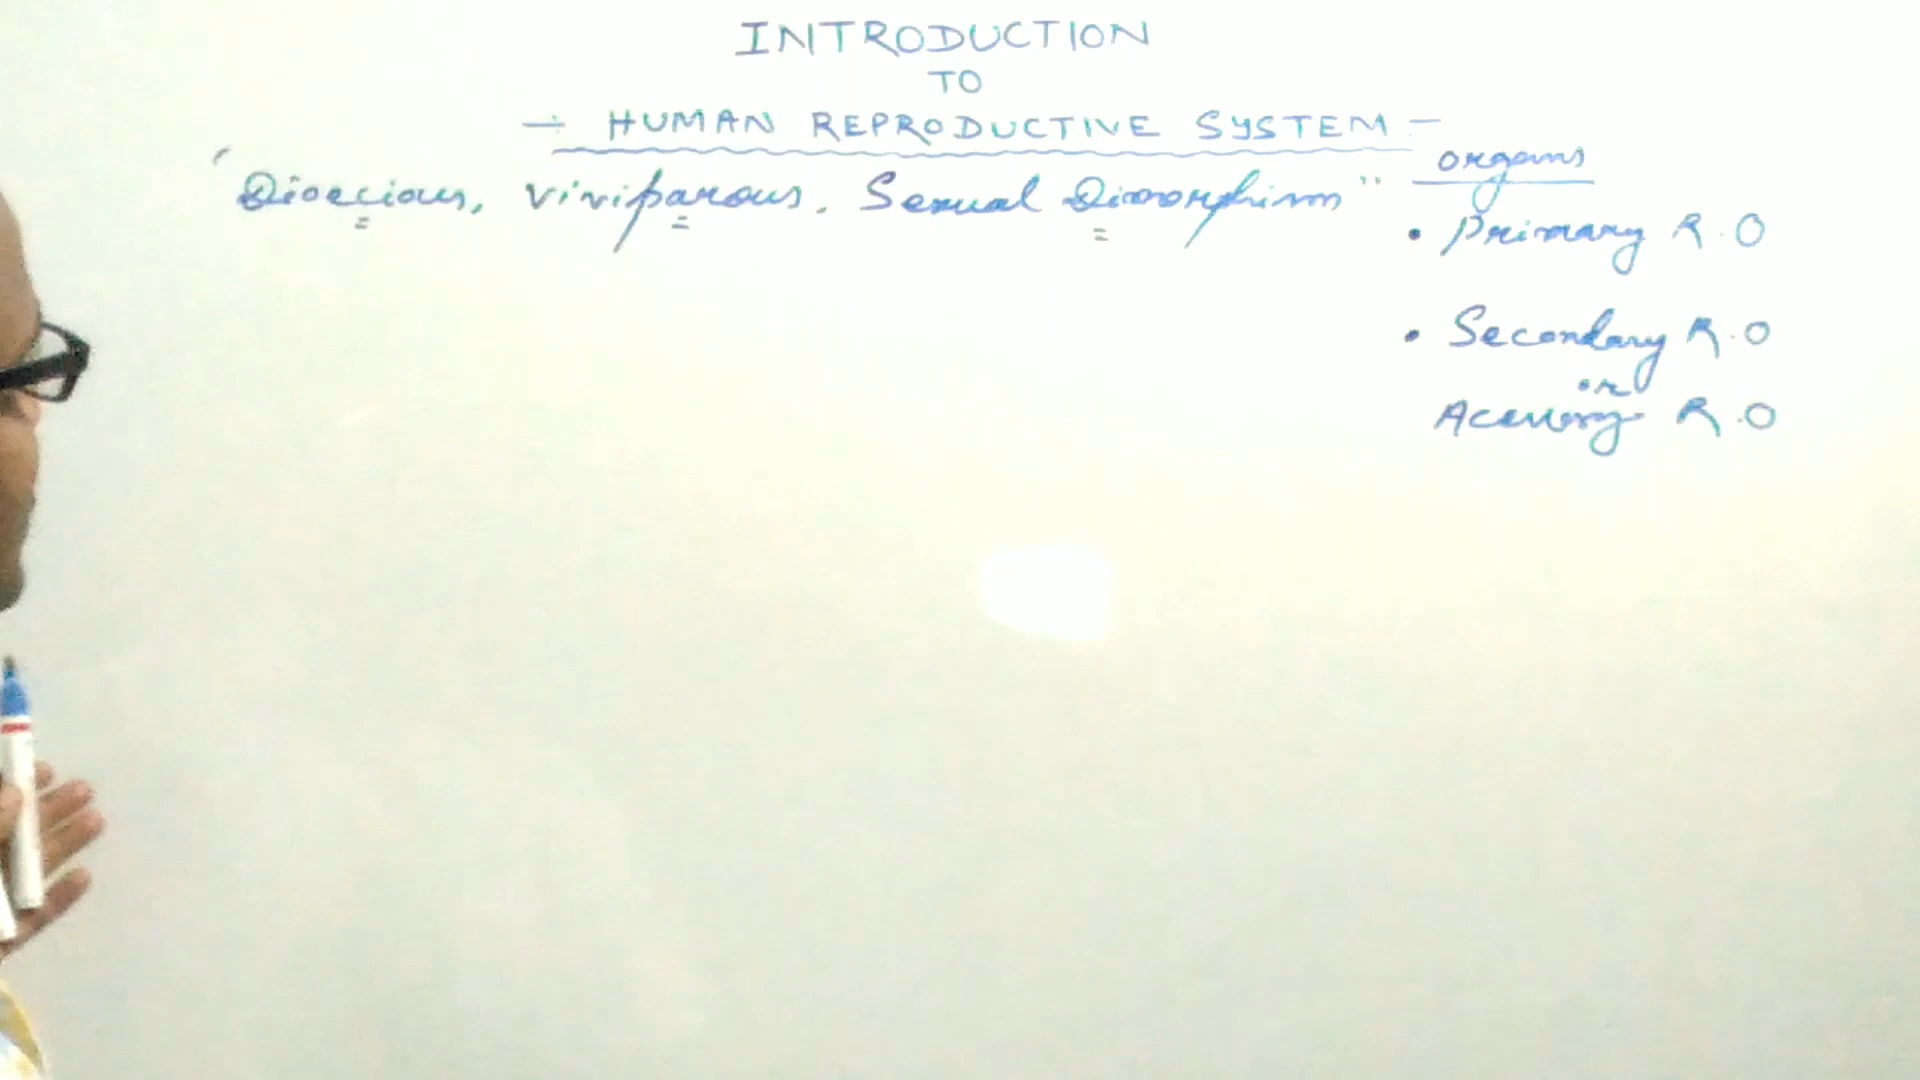 INTRODUCTION
TO
- HUMAN REPRODUCTIVE SYSTEM -
"Dioecious, Viviparous, Sexual Dimorphism"
organs
• Primary R.O
• Secondary R.O
or
Accessory R.O